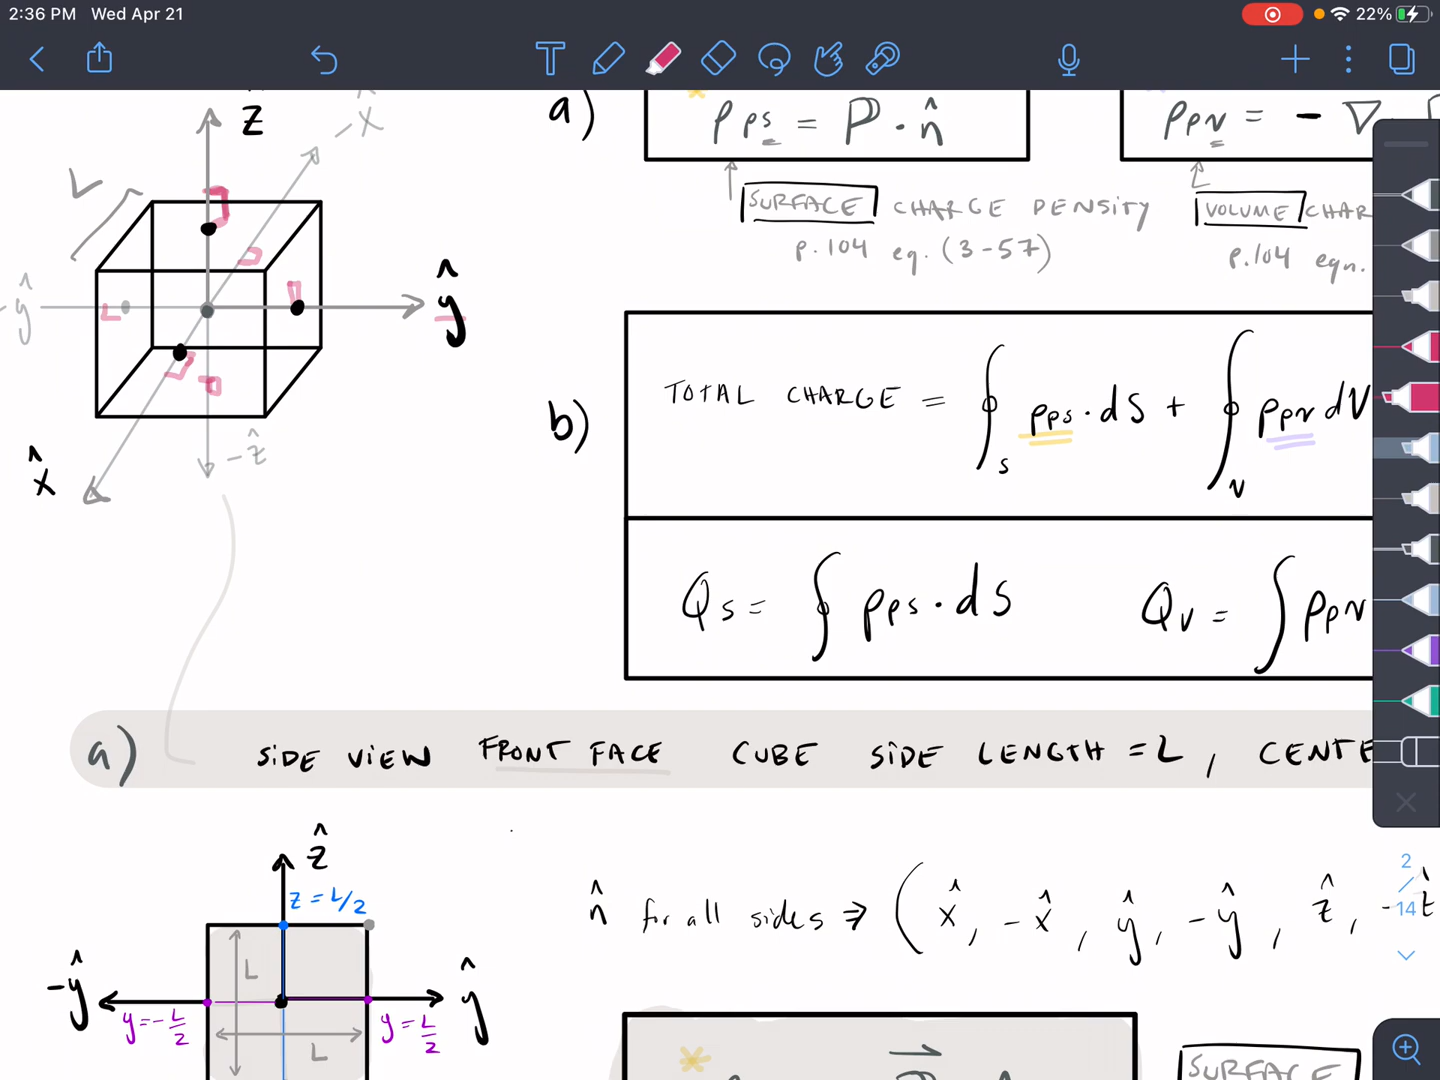 2:36 PM Wed Apr 21
22%
ẑ
-x̂
a)
ρps = P · n̂
ρpv = - ∇
L
SURFACE CHARGE DENSITY
VOLUME CHAR
p.104 eq. (3-57)
p.104 eqn.
-ŷ
ŷ
TOTAL CHARGE = ∮s ρps · dS + ∮v ρpv dV
b)
-ẑ
x̂
Qs = ∮ ρps · dS
Qv = ∫ ρpv
a) SIDE VIEW FRONT FACE CUBE SIDE LENGTH = L, CENTE
ẑ
z = L/2
n̂ for all sides ⇒ (x̂, -x̂, ŷ, -ŷ, ẑ, -ẑ
2/14
L
-ŷ
ŷ
y = -L/2
y = L/2
L
SURFACE